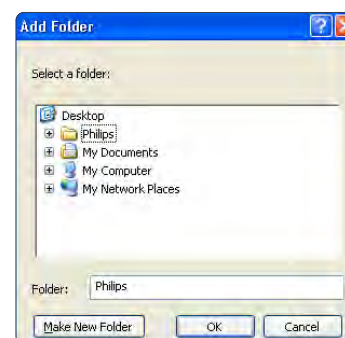 Add Folder
Select a folder:
Desktop
Philips
My Documents
My Computer
My Network Places
Folder: Philips
Make New Folder OK Cancel